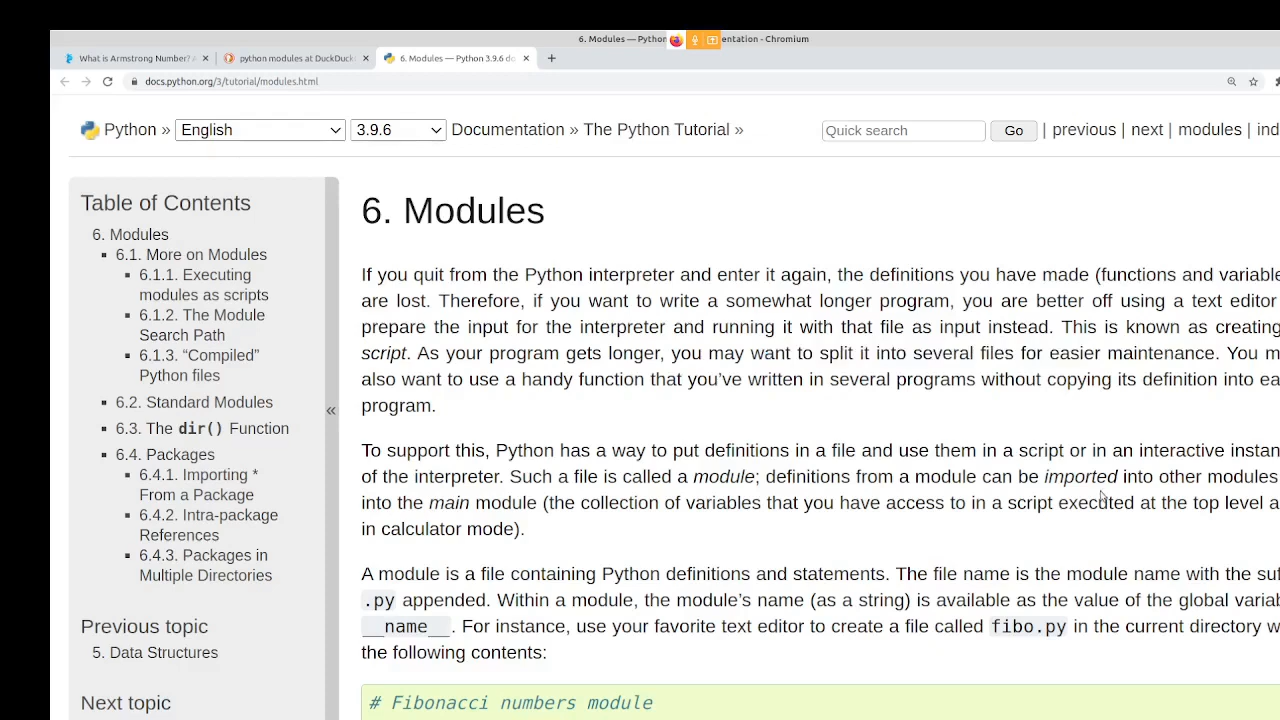 6. Modules — Python entation - Chromium
What is Armstrong Number?
python modules at DuckDuck
6. Modules — Python 3.9.6 do
docs.python.org/3/tutorial/modules.html
Python » English 3.9.6 Documentation » The Python Tutorial » Quick search Go | previous | next | modules | ind
Table of Contents
6. Modules
6.1. More on Modules
6.1.1. Executing
modules as scripts
6.1.2. The Module
Search Path
6.1.3. “Compiled”
Python files
6.2. Standard Modules
6.3. The dir() Function
6.4. Packages
6.4.1. Importing *
From a Package
6.4.2. Intra-package
References
6.4.3. Packages in
Multiple Directories
Previous topic
5. Data Structures
Next topic
«
6. Modules
If you quit from the Python interpreter and enter it again, the definitions you have made (functions and variable
are lost. Therefore, if you want to write a somewhat longer program, you are better off using a text editor
prepare the input for the interpreter and running it with that file as input instead. This is known as creating
script. As your program gets longer, you may want to split it into several files for easier maintenance. You m
also want to use a handy function that you’ve written in several programs without copying its definition into ea
program.
To support this, Python has a way to put definitions in a file and use them in a script or in an interactive instan
of the interpreter. Such a file is called a module; definitions from a module can be imported into other modules
into the main module (the collection of variables that you have access to in a script executed at the top level a
in calculator mode).
A module is a file containing Python definitions and statements. The file name is the module name with the suf
.py appended. Within a module, the module’s name (as a string) is available as the value of the global variab
__name__. For instance, use your favorite text editor to create a file called fibo.py in the current directory w
the following contents:
# Fibonacci numbers module